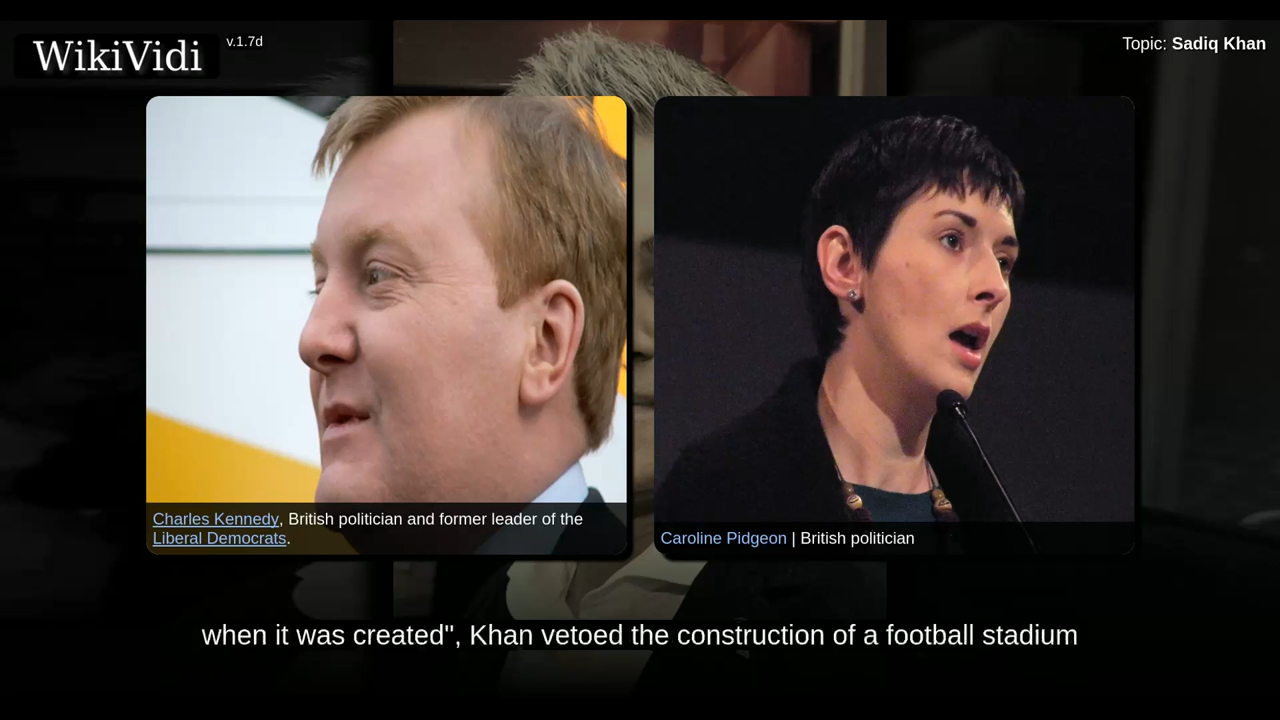 WikiVidi v.1.7d
Topic: Sadiq Khan
Charles Kennedy, British politician and former leader of the
Liberal Democrats.
Caroline Pidgeon | British politician
when it was created", Khan vetoed the construction of a football stadium